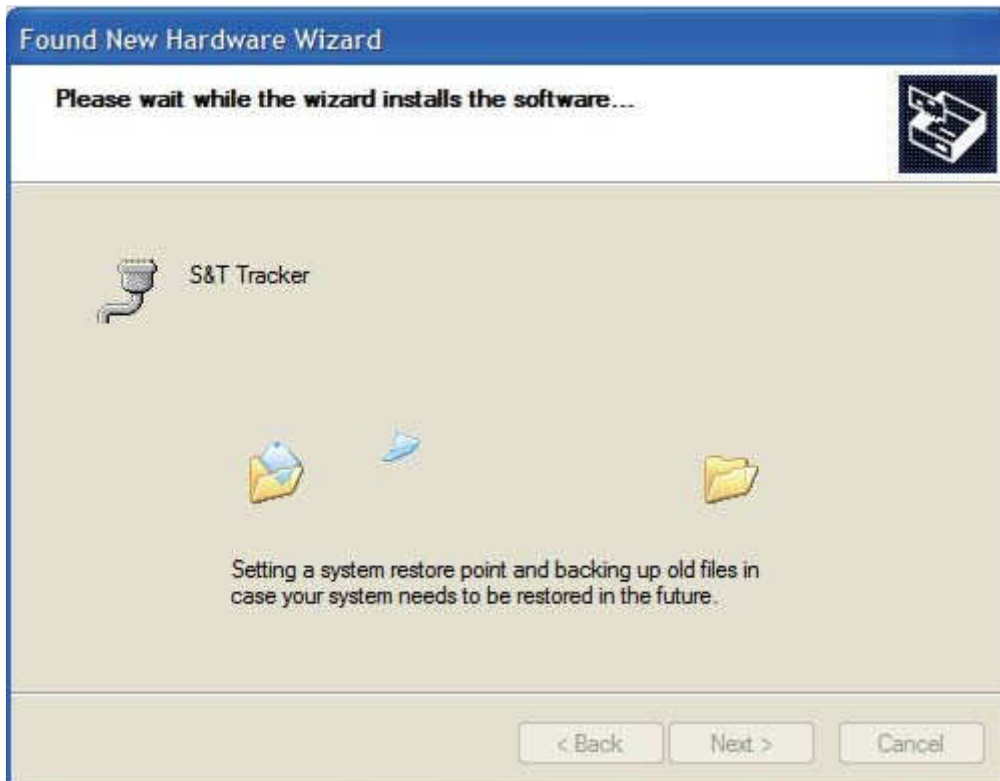 Found New Hardware Wizard
Please wait while the wizard installs the software...
S&T Tracker
Setting a system restore point and backing up old files in
case your system needs to be restored in the future.
< Back Next > Cancel